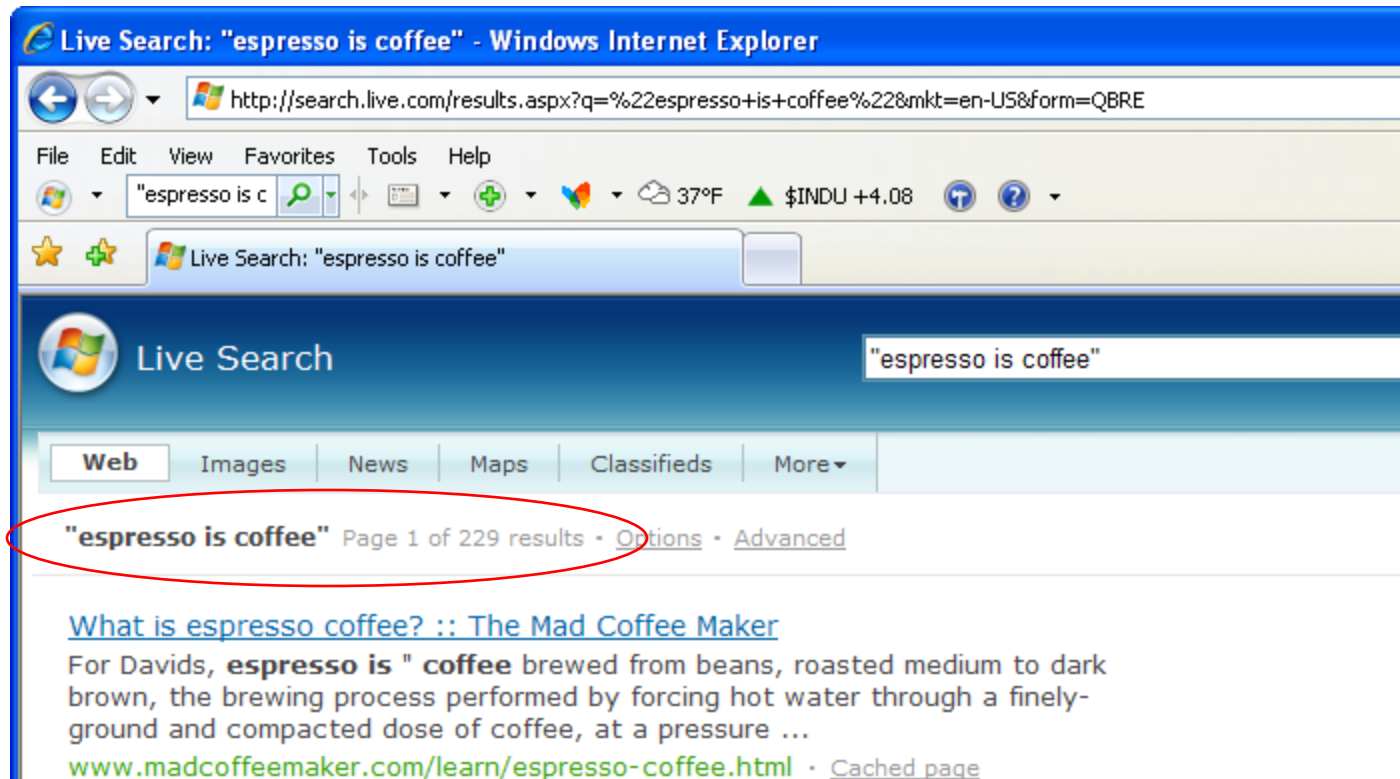 Live Search: "espresso is coffee" - Windows Internet Explorer
http://search.live.com/results.aspx?q=%22espresso+is+coffee%22&mkt=en-US&form=QBRE
File Edit View Favorites Tools Help
"espresso is c 37°F $INDU +4.08
Live Search: "espresso is coffee"
Live Search "espresso is coffee"
Web Images News Maps Classifieds More
"espresso is coffee" Page 1 of 229 results · Options · Advanced
What is espresso coffee? :: The Mad Coffee Maker
For Davids, espresso is " coffee brewed from beans, roasted medium to dark
brown, the brewing process performed by forcing hot water through a finely-
ground and compacted dose of coffee, at a pressure ...
www.madcoffeemaker.com/learn/espresso-coffee.html · Cached page